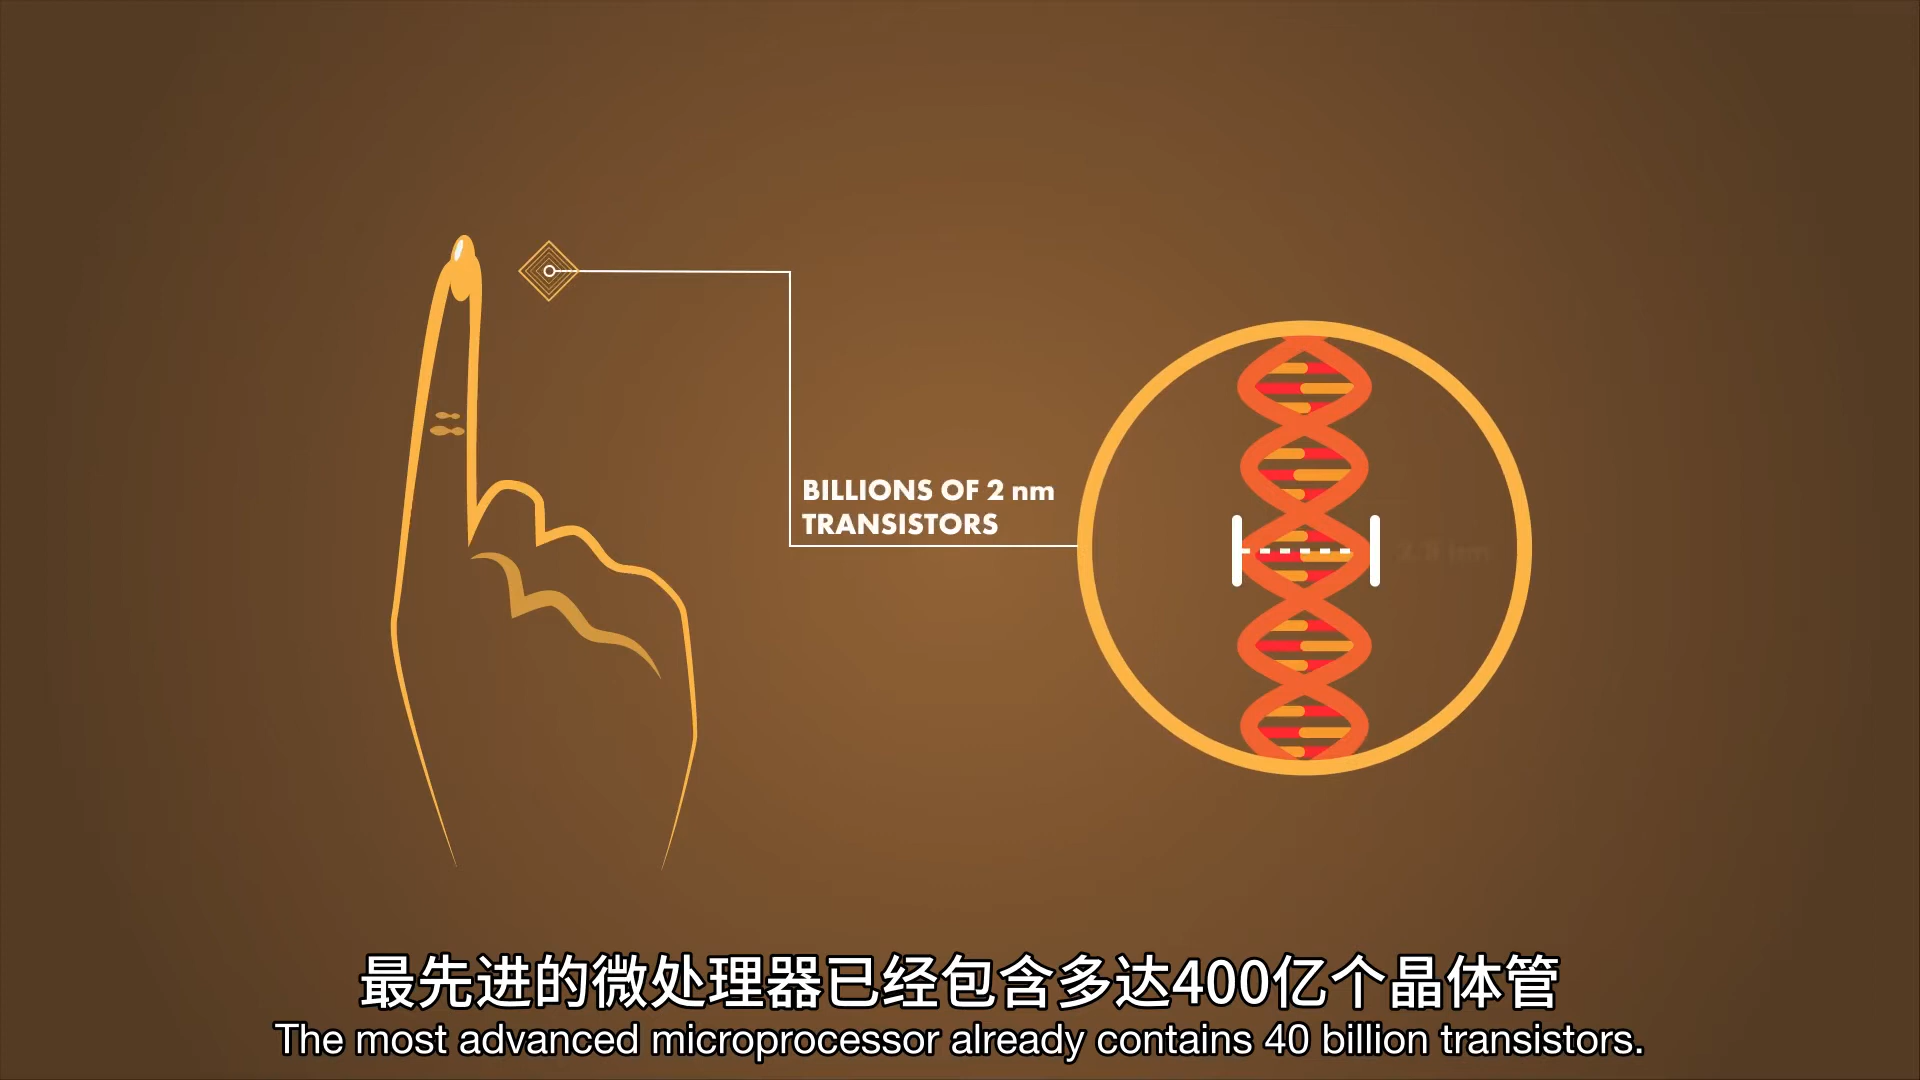 BILLIONS OF 2 nm
TRANSISTORS
最先进的微处理器已经包含多达400亿个晶体管
The most advanced microprocessor already contains 40 billion transistors.